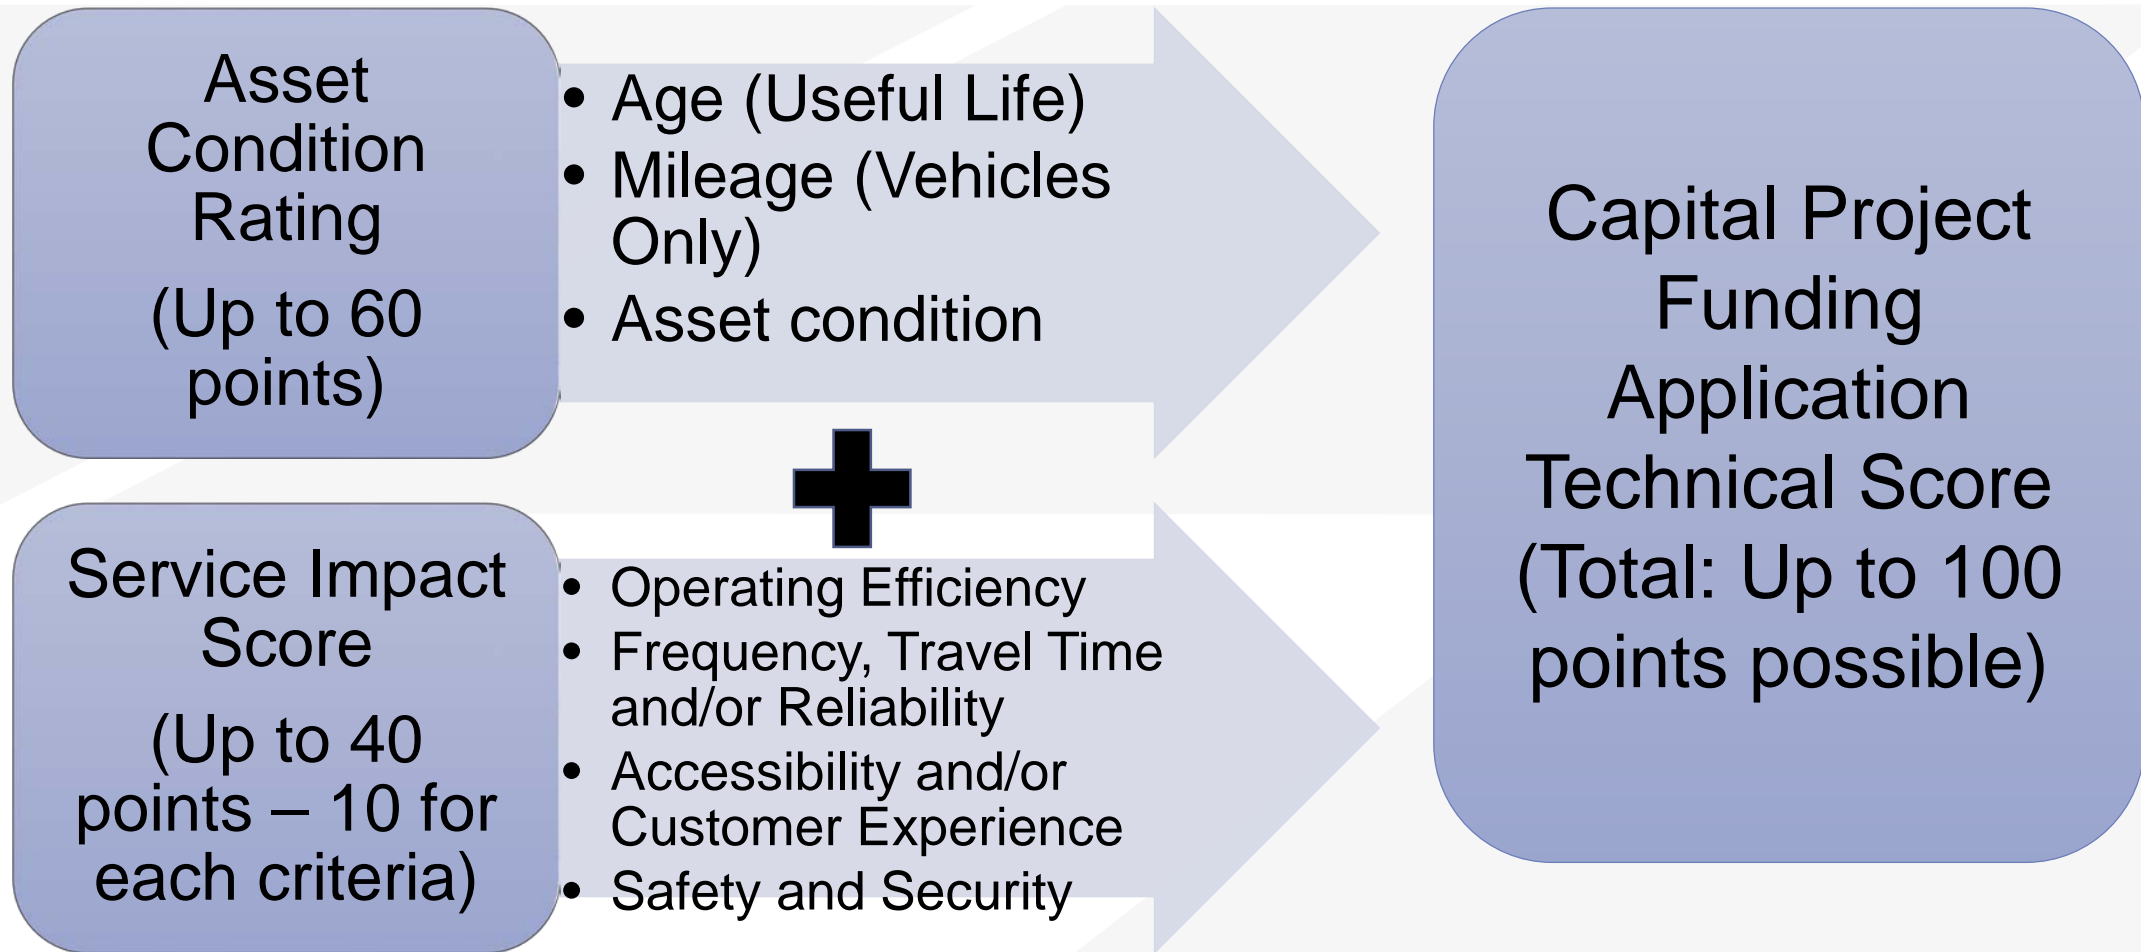 Asset
Condition
Rating
(Up to 60
points)
• Age (Useful Life)
• Mileage (Vehicles
Only)
• Asset condition
Service Impact
Score
(Up to 40
points – 10 for
each criteria)
• Operating Efficiency
• Frequency, Travel Time
and/or Reliability
• Accessibility and/or
Customer Experience
• Safety and Security
Capital Project
Funding
Application
Technical Score
(Total: Up to 100
points possible)